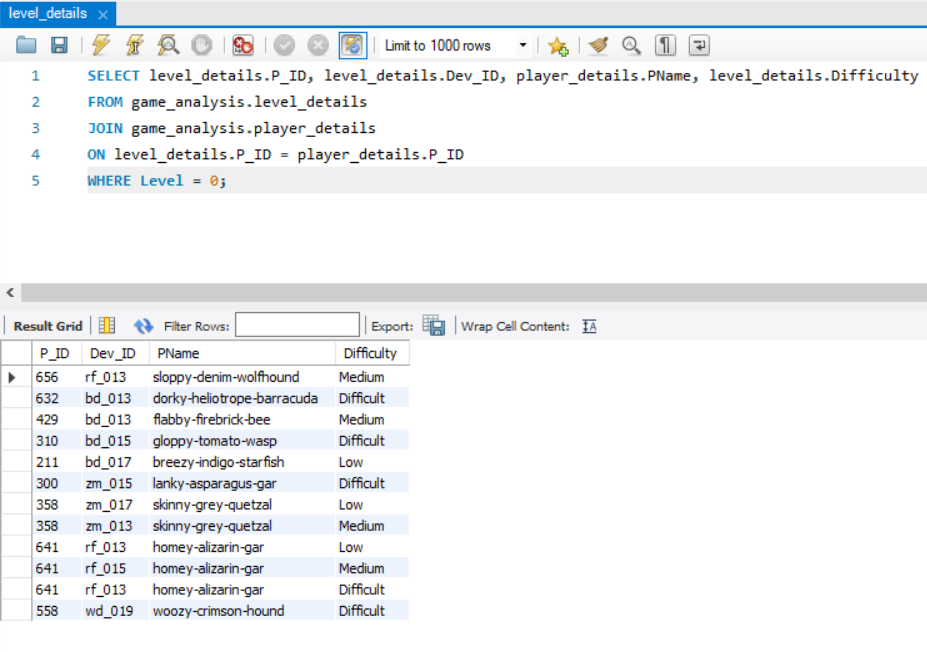 level_details
Limit to 1000 rows
1 SELECT level_details.P_ID, level_details.Dev_ID, player_details.PName, level_details.Difficulty
2 FROM game_analysis.level_details
3 JOIN game_analysis.player_details
4 ON level_details.P_ID = player_details.P_ID
5 WHERE Level = 0;
Result Grid Filter Rows: Export: Wrap Cell Content: IA
P_ID Dev_ID PName Difficulty
656 rf_013 sloppy-denim-wolfhound Medium
632 bd_013 dorky-heliotrope-barracuda Difficult
429 bd_013 flabby-firebrick-bee Medium
310 bd_015 gloppy-tomato-wasp Difficult
211 bd_017 breezy-indigo-starfish Low
300 zm_015 lanky-asparagus-gar Difficult
358 zm_017 skinny-grey-quetzal Low
358 zm_013 skinny-grey-quetzal Medium
641 rf_013 homey-alizarin-gar Low
641 rf_015 homey-alizarin-gar Medium
641 rf_013 homey-alizarin-gar Difficult
558 wd_019 woozy-crimson-hound Difficult